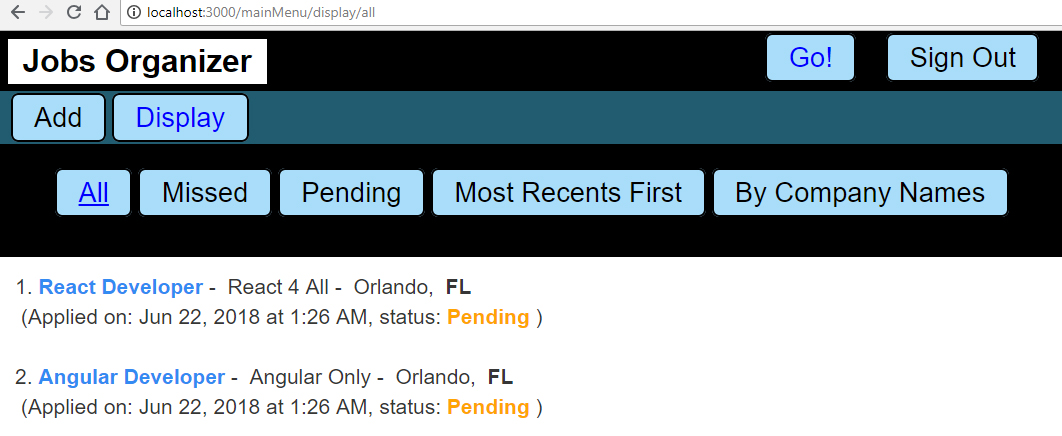 localhost:3000/mainMenu/display/all
Jobs Organizer Go! Sign Out
Add Display
All Missed Pending Most Recents First By Company Names
1. React Developer - React 4 All - Orlando, FL
(Applied on: Jun 22, 2018 at 1:26 AM, status: Pending )
2. Angular Developer - Angular Only - Orlando, FL
(Applied on: Jun 22, 2018 at 1:26 AM, status: Pending )